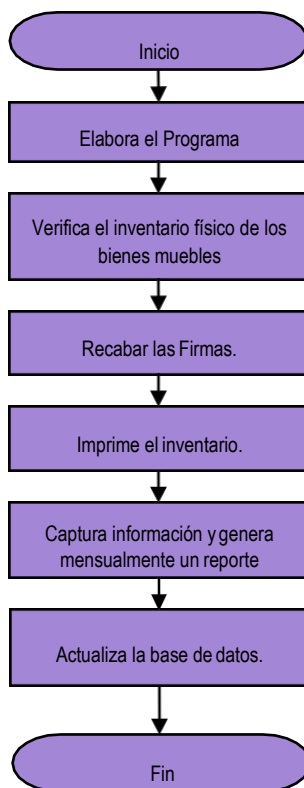 Inicio
Elabora el Programa
Verifica el inventario físico de los
bienes muebles
Recabar las Firmas.
Imprime el inventario.
Captura información y genera
mensualmente un reporte
Actualiza la base de datos.
Fin